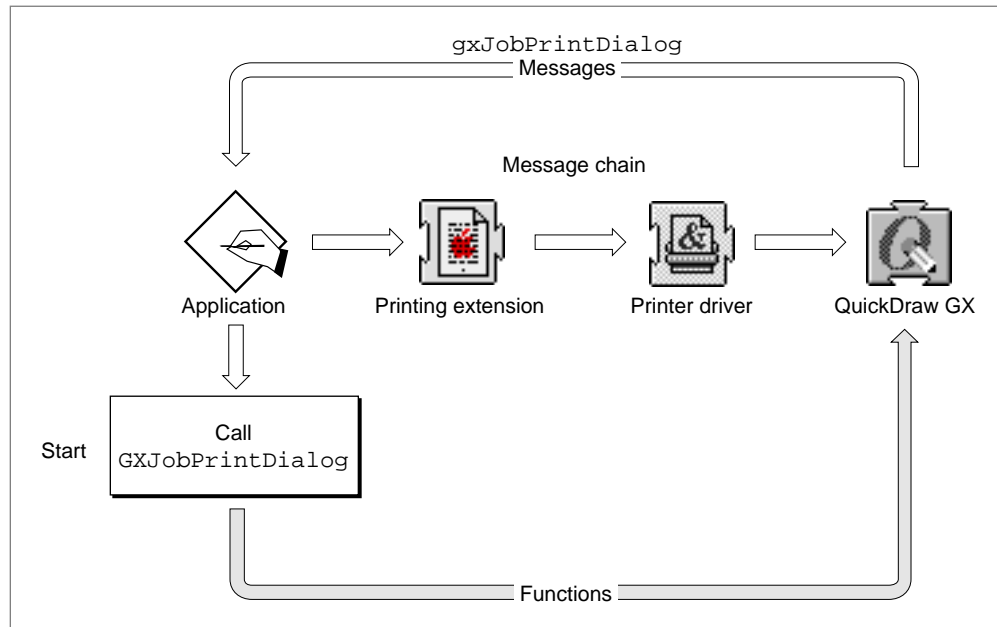 gxJobPrintDialog
Messages
Message chain
&
Application
Printing extension
Printer driver
QuickDraw GX
Start
Call
GXJobPrintDialog
Functions